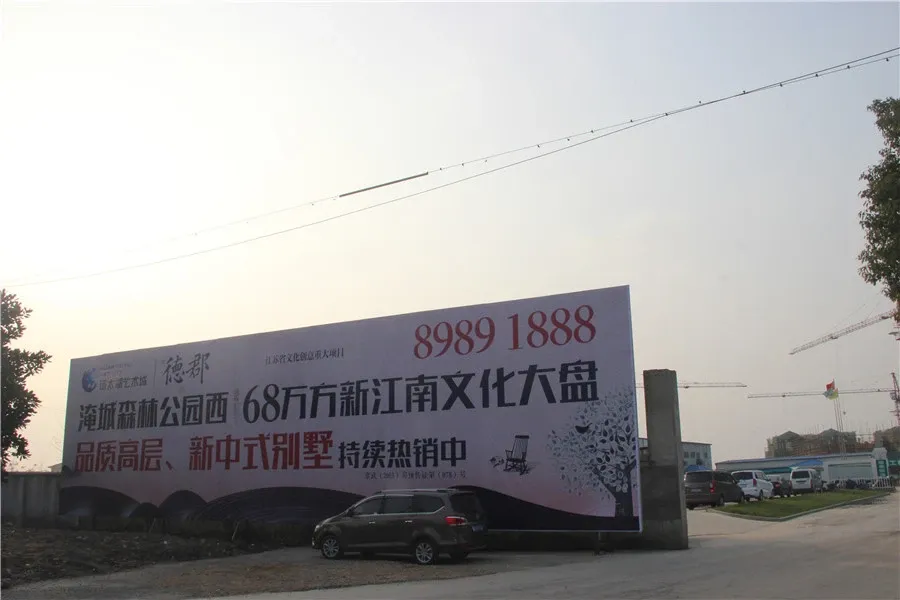 德郡
江苏省文化创意重大项目
8989 1888
淹城森林公园西
68万方新江南文化大盘
品质高层、新中式别墅 持续热销中